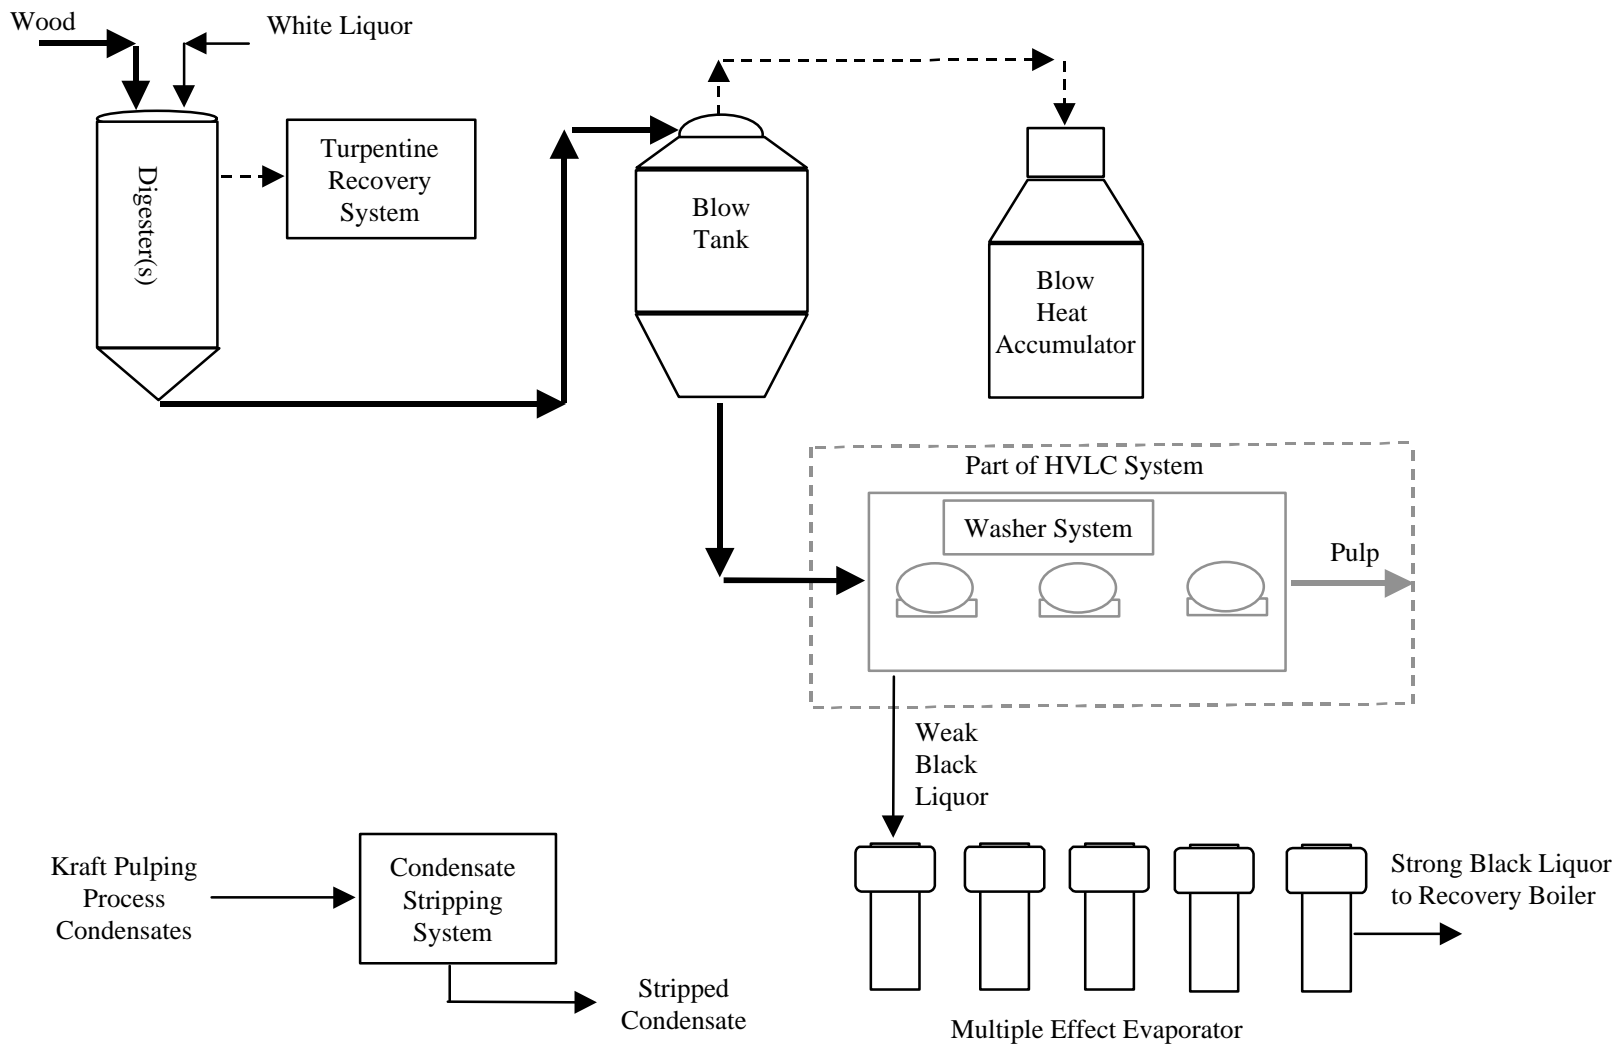 Wood
White Liquor
Digester(s)
Turpentine
Recovery
System
Blow
Tank
Blow
Heat
Accumulator
Part of HVLC System
Washer System
Pulp
Weak
Black
Liquor
Kraft Pulping
Process
Condensates
Condensate
Stripping
System
Stripped
Condensate
Strong Black Liquor
to Recovery Boiler
Multiple Effect Evaporator